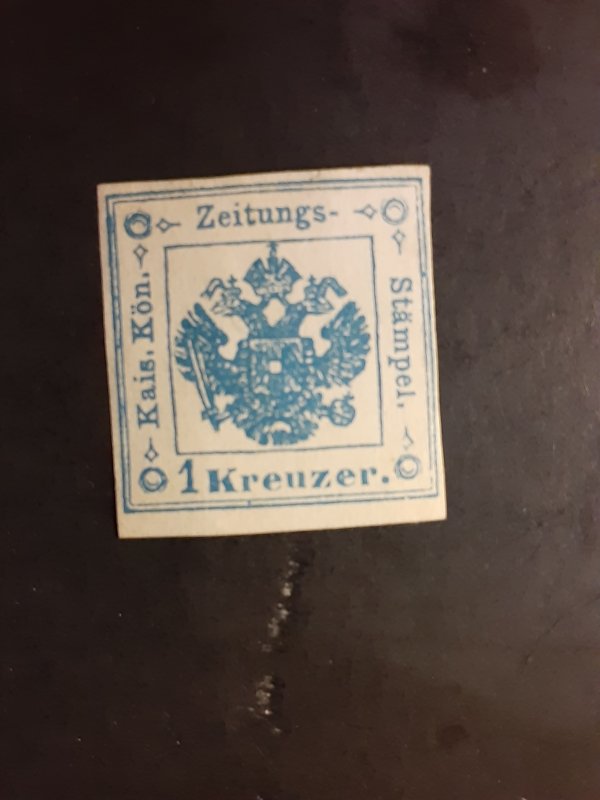 Zeitungs-
Stämpel.
Kais. Kön.
1 Kreuzer.